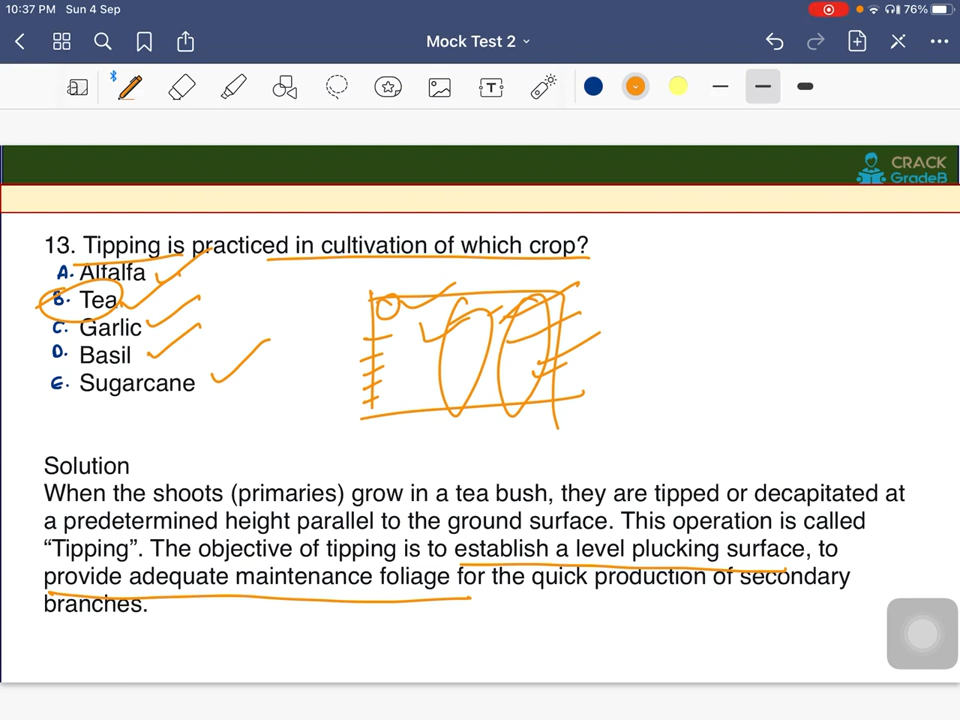 10:37 PM Sun 4 Sep 76%
Mock Test 2
T
CRACK
GradeB
13. Tipping is practiced in cultivation of which crop?
A. Alfalfa
B. Tea
C. Garlic
D. Basil
E. Sugarcane
Solution
When the shoots (primaries) grow in a tea bush, they are tipped or decapitated at
a predetermined height parallel to the ground surface. This operation is called
“Tipping”. The objective of tipping is to establish a level plucking surface, to
provide adequate maintenance foliage for the quick production of secondary
branches.